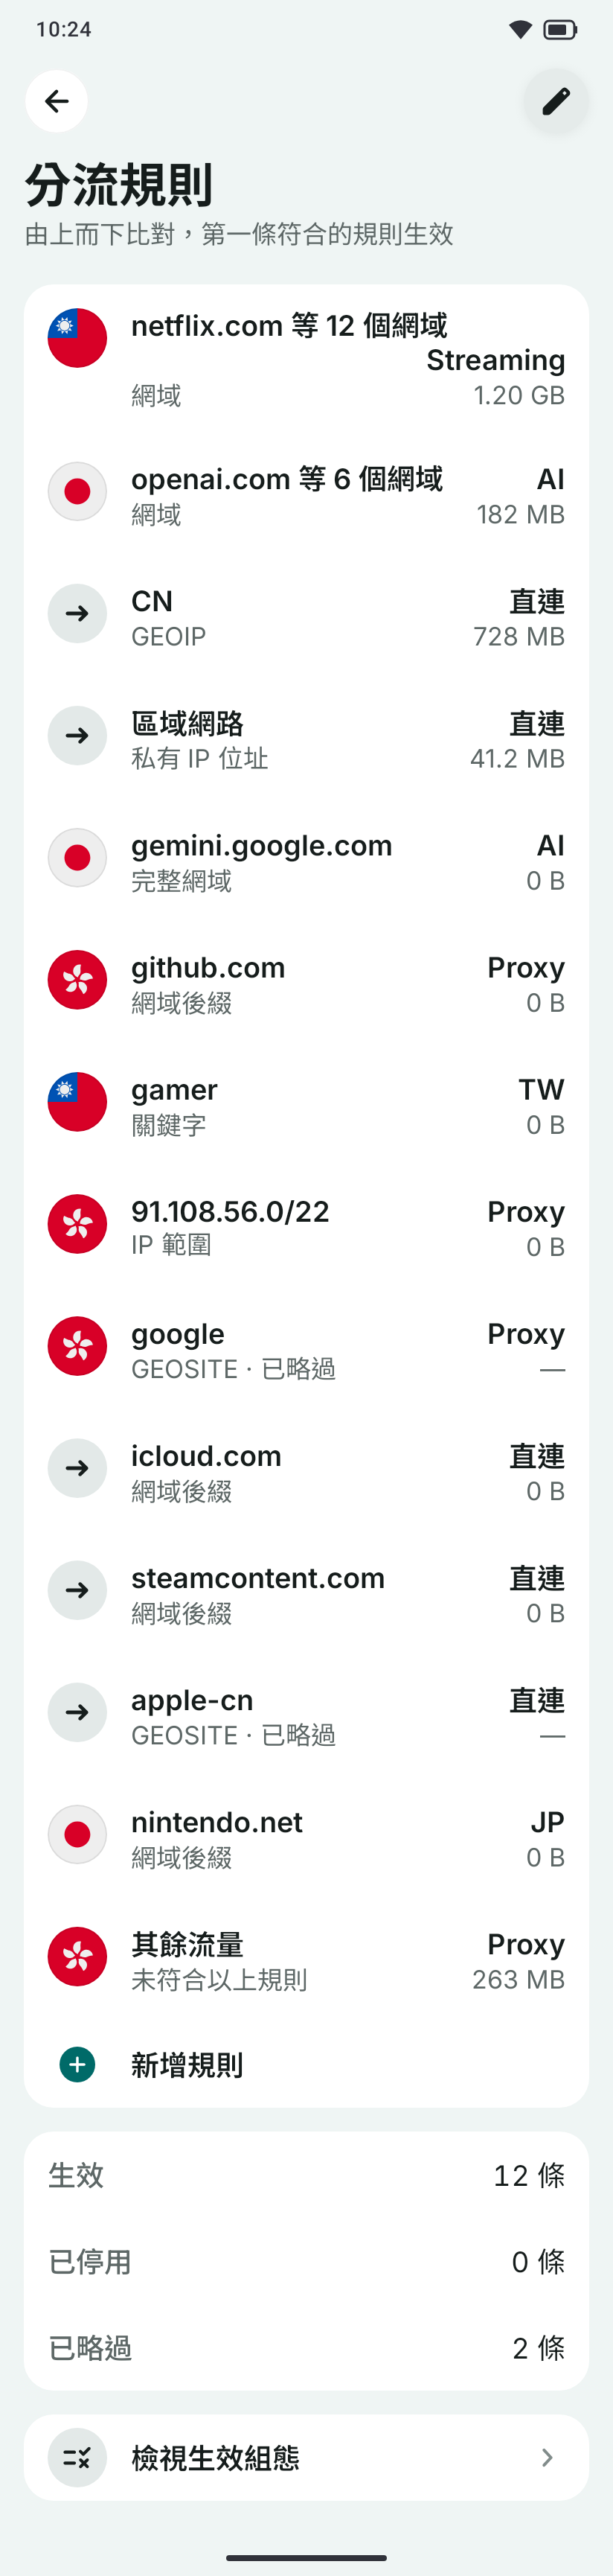 10:24
分流規則
由上而下比對，第一條符合的規則生效
netflix.com 等 12 個網域
Streaming
網域
1.20 GB
openai.com 等 6 個網域
AI
網域
182 MB
CN
直連
GEOIP
728 MB
區域網路
直連
私有 IP 位址
41.2 MB
gemini.google.com
AI
完整網域
0 B
github.com
Proxy
網域後綴
0 B
gamer
TW
關鍵字
0 B
91.108.56.0/22
Proxy
IP 範圍
0 B
google
Proxy
GEOSITE · 已略過
—
icloud.com
直連
網域後綴
0 B
steamcontent.com
直連
網域後綴
0 B
apple-cn
直連
GEOSITE · 已略過
—
nintendo.net
JP
網域後綴
0 B
其餘流量
Proxy
未符合以上規則
263 MB
新增規則
生效
12 條
已停用
0 條
已略過
2 條
檢視生效組態